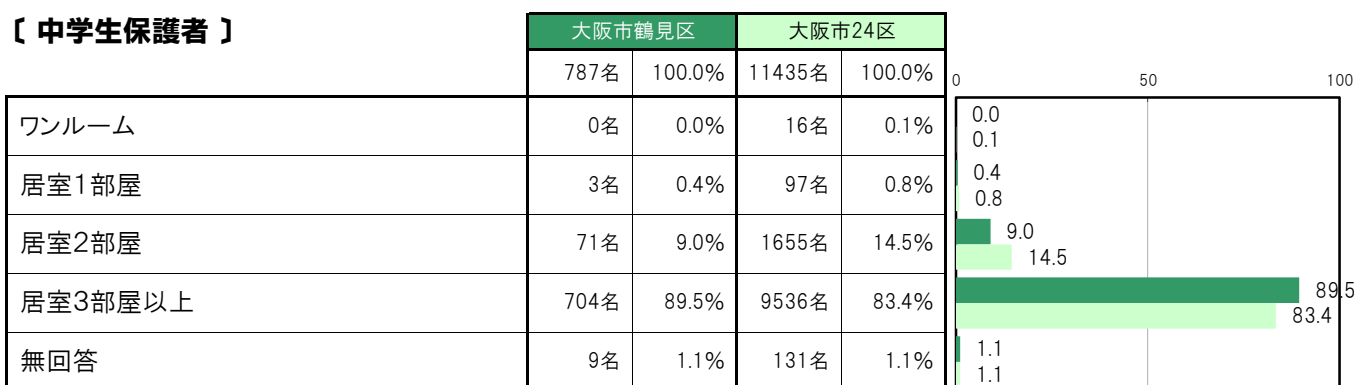 〔 中学生保護者 〕
大阪市鶴見区 大阪市24区
787名 100.0% 11435名 100.0%
0 50 100
ワンルーム 0名 0.0% 16名 0.1%
0.0
0.1
居室1部屋 3名 0.4% 97名 0.8%
0.4
0.8
居室2部屋 71名 9.0% 1655名 14.5%
9.0
14.5
居室3部屋以上 704名 89.5% 9536名 83.4%
89.5
83.4
無回答 9名 1.1% 131名 1.1%
1.1
1.1